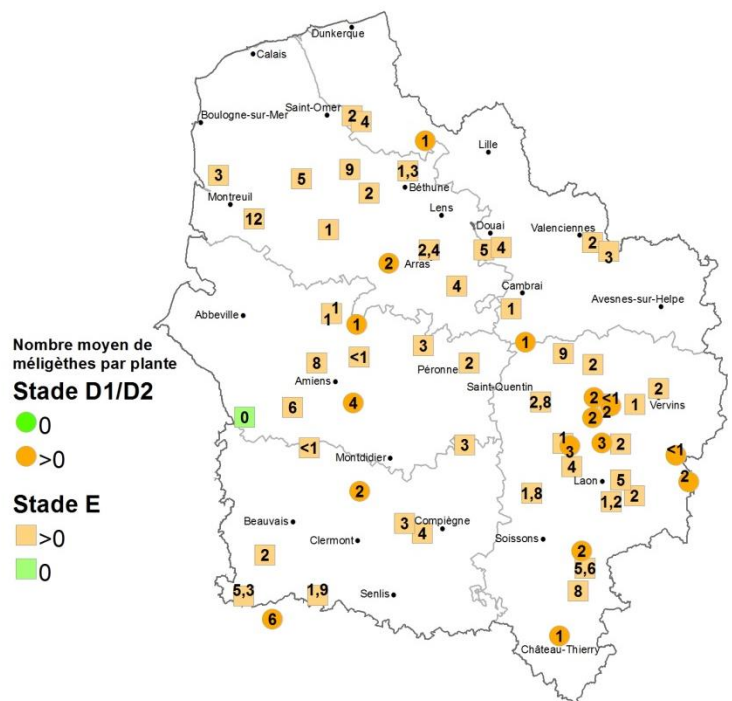 Dunkerque
Calais
Boulogne-sur-Mer
Saint-Omer
2
4
1
Lille
3
5
9
1,3
2
Béthune
Montreuil
12
Lens
1
Douai
Valenciennes
2,4
5
4
2
3
2
Arras
4
Cambrai
1
Avesnes-sur-Helpe
Abbeville
1
1
1
3
1
9
8
<1
Péronne
2
2
Saint-Quentin
Amiens
2
Vervins
6
4
2,8
2
<1
2
2
1
0
<1
Montdidier
3
1
3
3
2
<1
4
Laon
5
2
2
1,8
1,2
2
Beauvais
Clermont
3
4
Compiègne
Soissons
2
2
5,6
5,3
1,9
Senlis
8
6
1
Château-Thierry
Nombre moyen de
méligèthes par plante
Stade D1/D2
0
>0
Stade E
>0
0